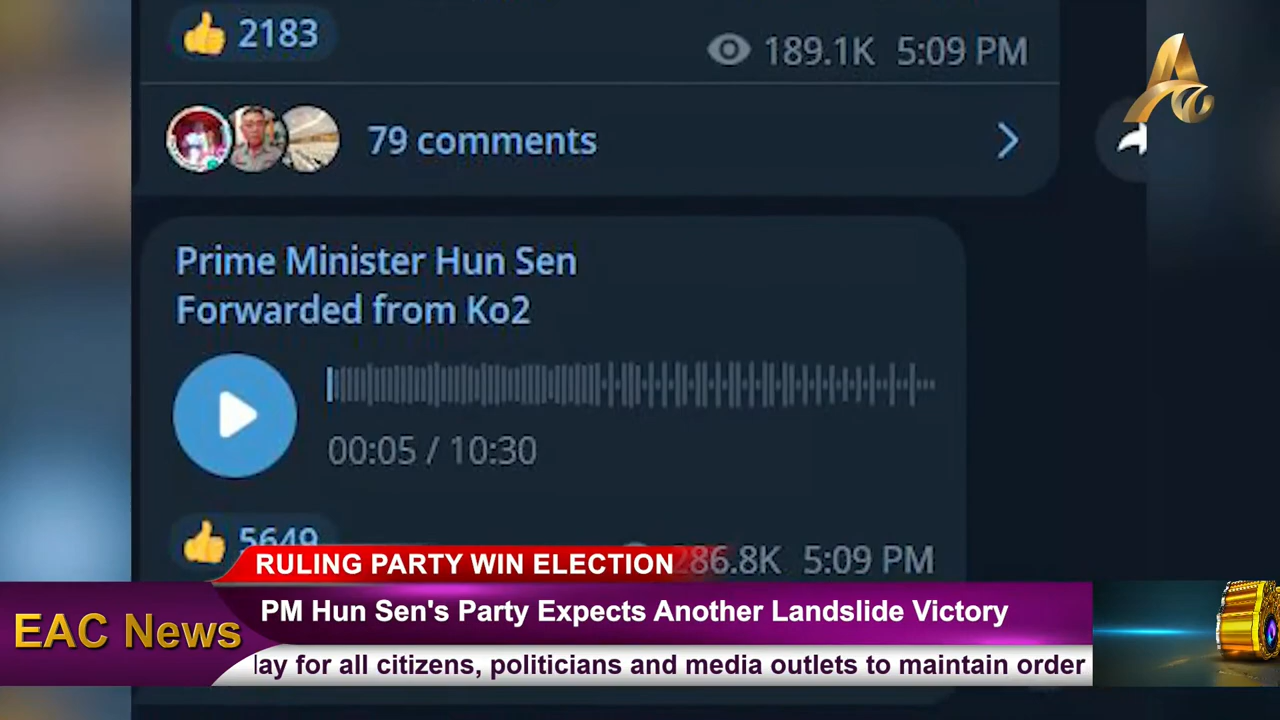 2183
189.1K 5:09 PM
79 comments
Prime Minister Hun Sen
Forwarded from Ko2
00:05 / 10:30
5649
286.8K 5:09 PM
RULING PARTY WIN ELECTION
PM Hun Sen's Party Expects Another Landslide Victory
EAC News
for all citizens, politicians and media outlets to maintain order